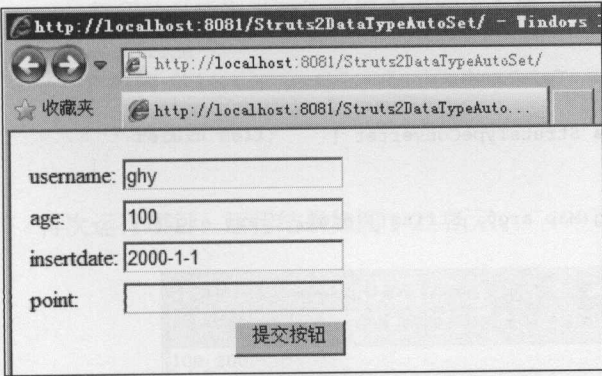 http://localhost:8081/Struts2DataTypeAutoSet/ - Windows
http://localhost:8081/Struts2DataTypeAutoSet/
收藏夹
http://localhost:8081/Struts2DataTypeAuto...
username: ghy
age: 100
insertdate: 2000-1-1
point:
提交按钮